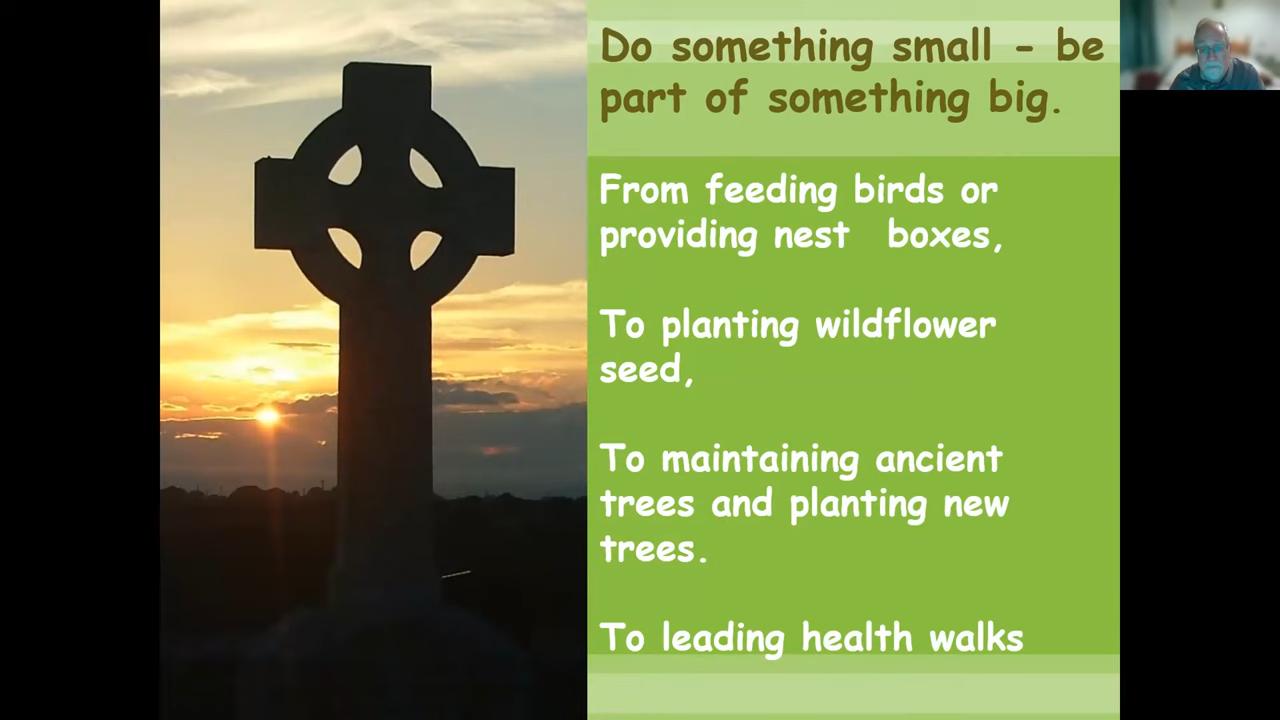 Do something small - be
part of something big.
From feeding birds or
providing nest boxes,
To planting wildflower
seed,
To maintaining ancient
trees and planting new
trees.
To leading health walks